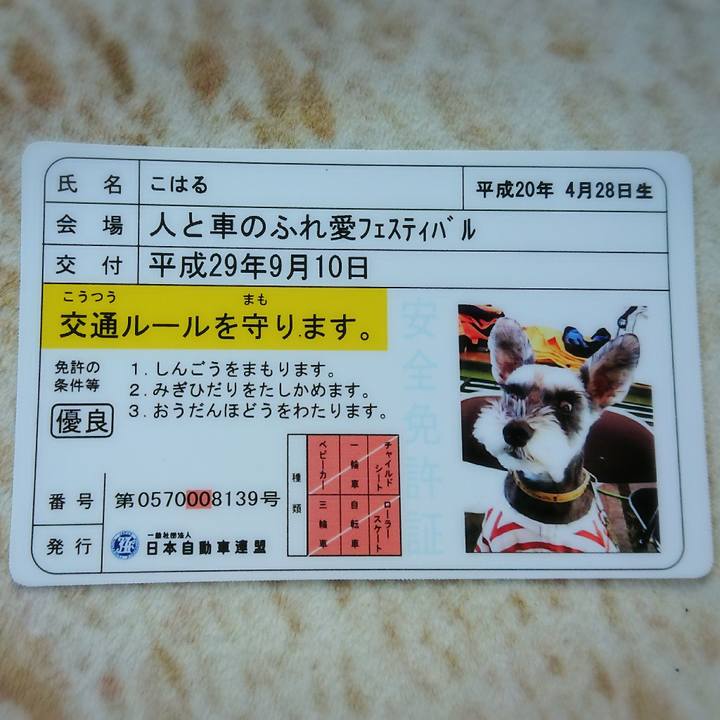 氏名 こはる 平成20年 4月28日生
会場 人と車のふれ愛フェスティバル
交付 平成29年9月10日
こうつう まも
交通ルールを守ります。
安全免許証
免許の
条件等
1. しんごうをまもります。
2. みぎひだりをたしかめます。
3. おうだんほどうをわたります。
優良
種類
ベビーカー 一輪車 チャイルドシート
三輪車 自転車 ローラースケート
番号 第0570008139号
一般社団法人
発行 日本自動車連盟